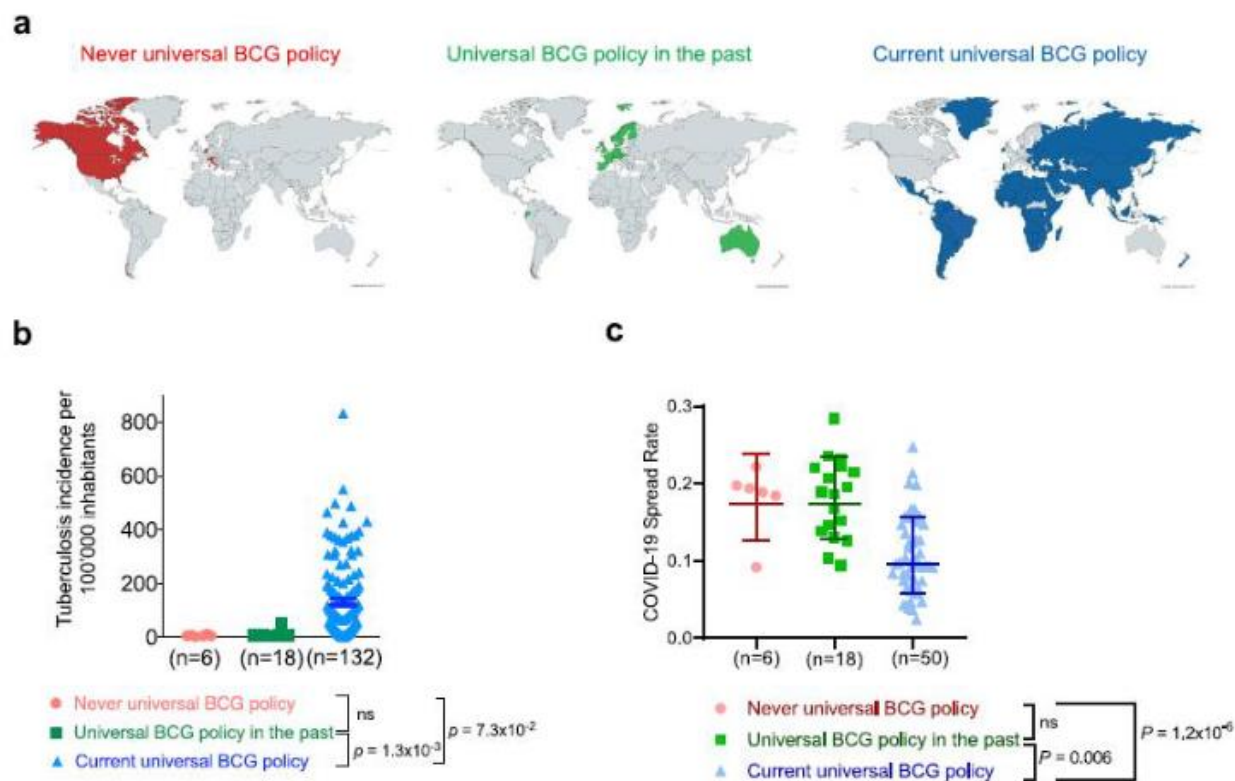 a
Never universal BCG policy
Universal BCG policy in the past
Current universal BCG policy
b
Tuberculosis incidence per
100'000 inhabitants
800
600
400
200
0
(n=6)
(n=18)
(n=132)
Never universal BCG policy
Universal BCG policy in the past
Current universal BCG policy
ns
p = 1.3x10-3
p = 7.3x10-2
c
COVID-19 Spread Rate
0.3
0.2
0.1
0.0
(n=6)
(n=18)
(n=50)
Never universal BCG policy
Universal BCG policy in the past
Current universal BCG policy
ns
P = 0.006
P = 1,2x10-6